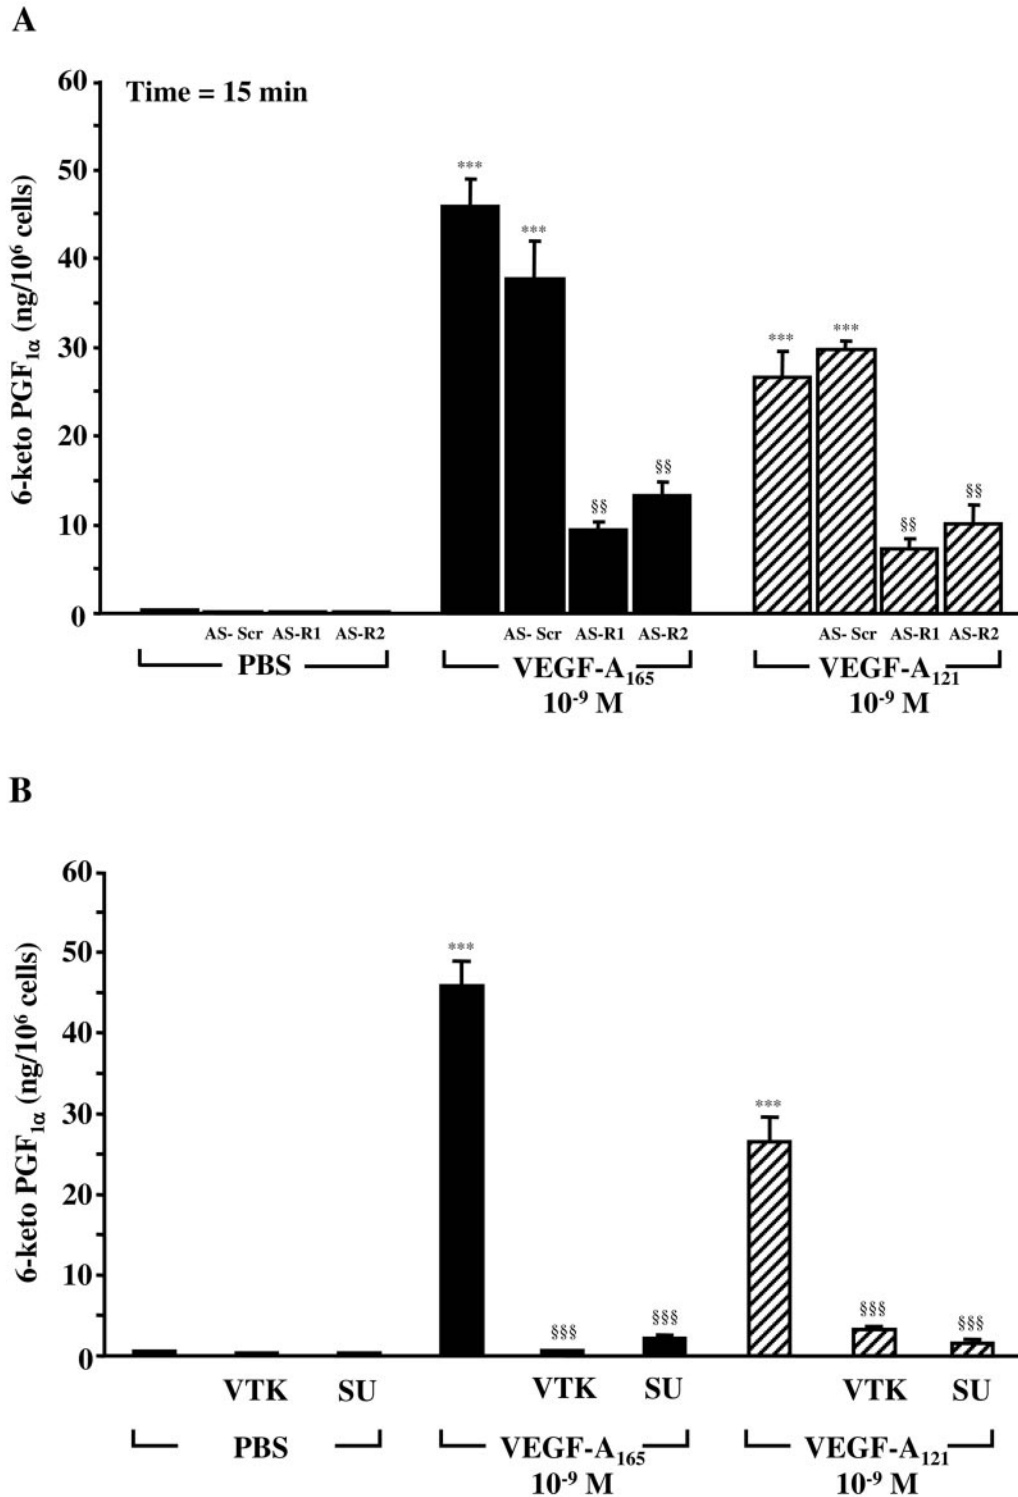 A
60
Time = 15 min
***
50
***
40
***
***
30
20
§§
§§
§§
§§
10
0
6-keto PGF1α (ng/10⁶ cells)
AS- Scr AS-R1 AS-R2
AS- Scr AS-R1 AS-R2
AS- Scr AS-R1 AS-R2
PBS
VEGF-A165
VEGF-A121
10⁻⁹ M
10⁻⁹ M
B
60
***
50
40
***
30
20
10
§§§
§§§
§§§
§§§
0
6-keto PGF1α (ng/10⁶ cells)
VTK SU
VTK SU
VTK SU
PBS
VEGF-A165
VEGF-A121
10⁻⁹ M
10⁻⁹ M